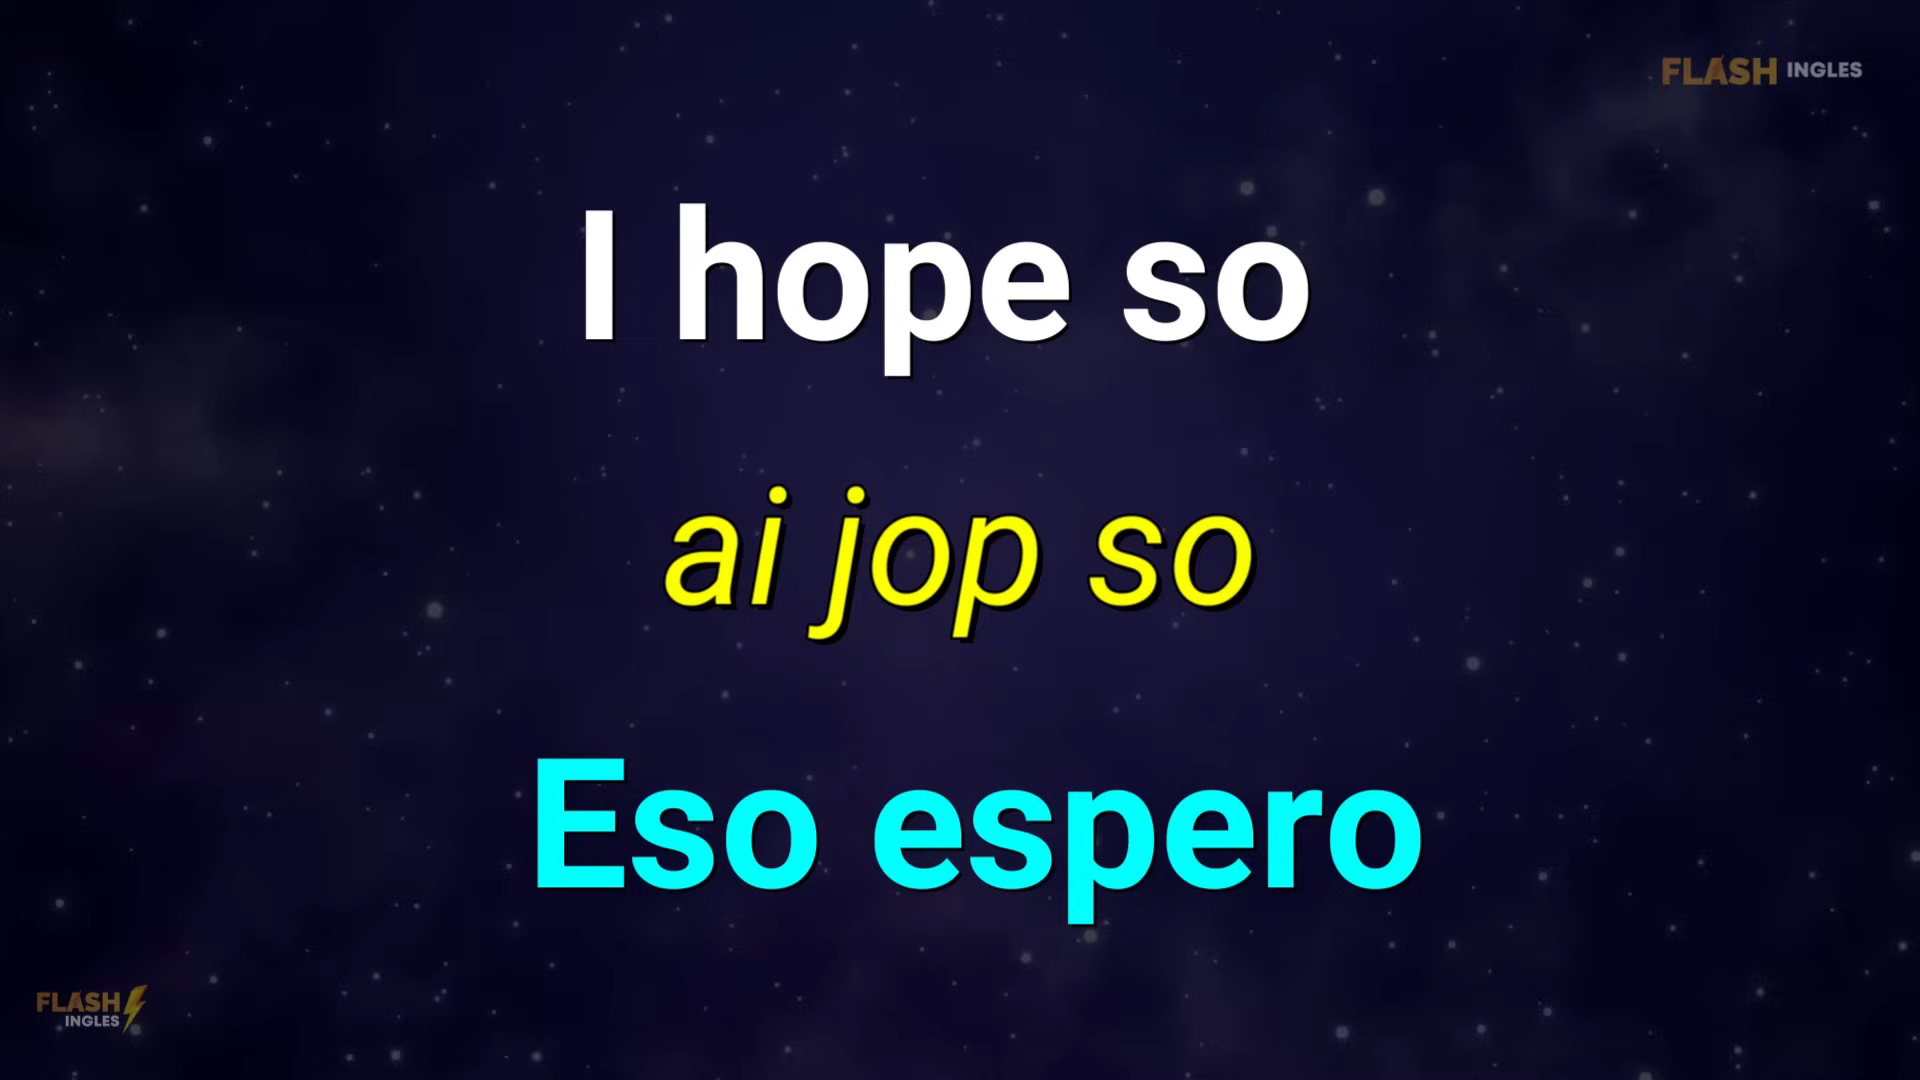 FLASH INGLES
I hope so
ai jop so
Eso espero
FLASH
INGLES